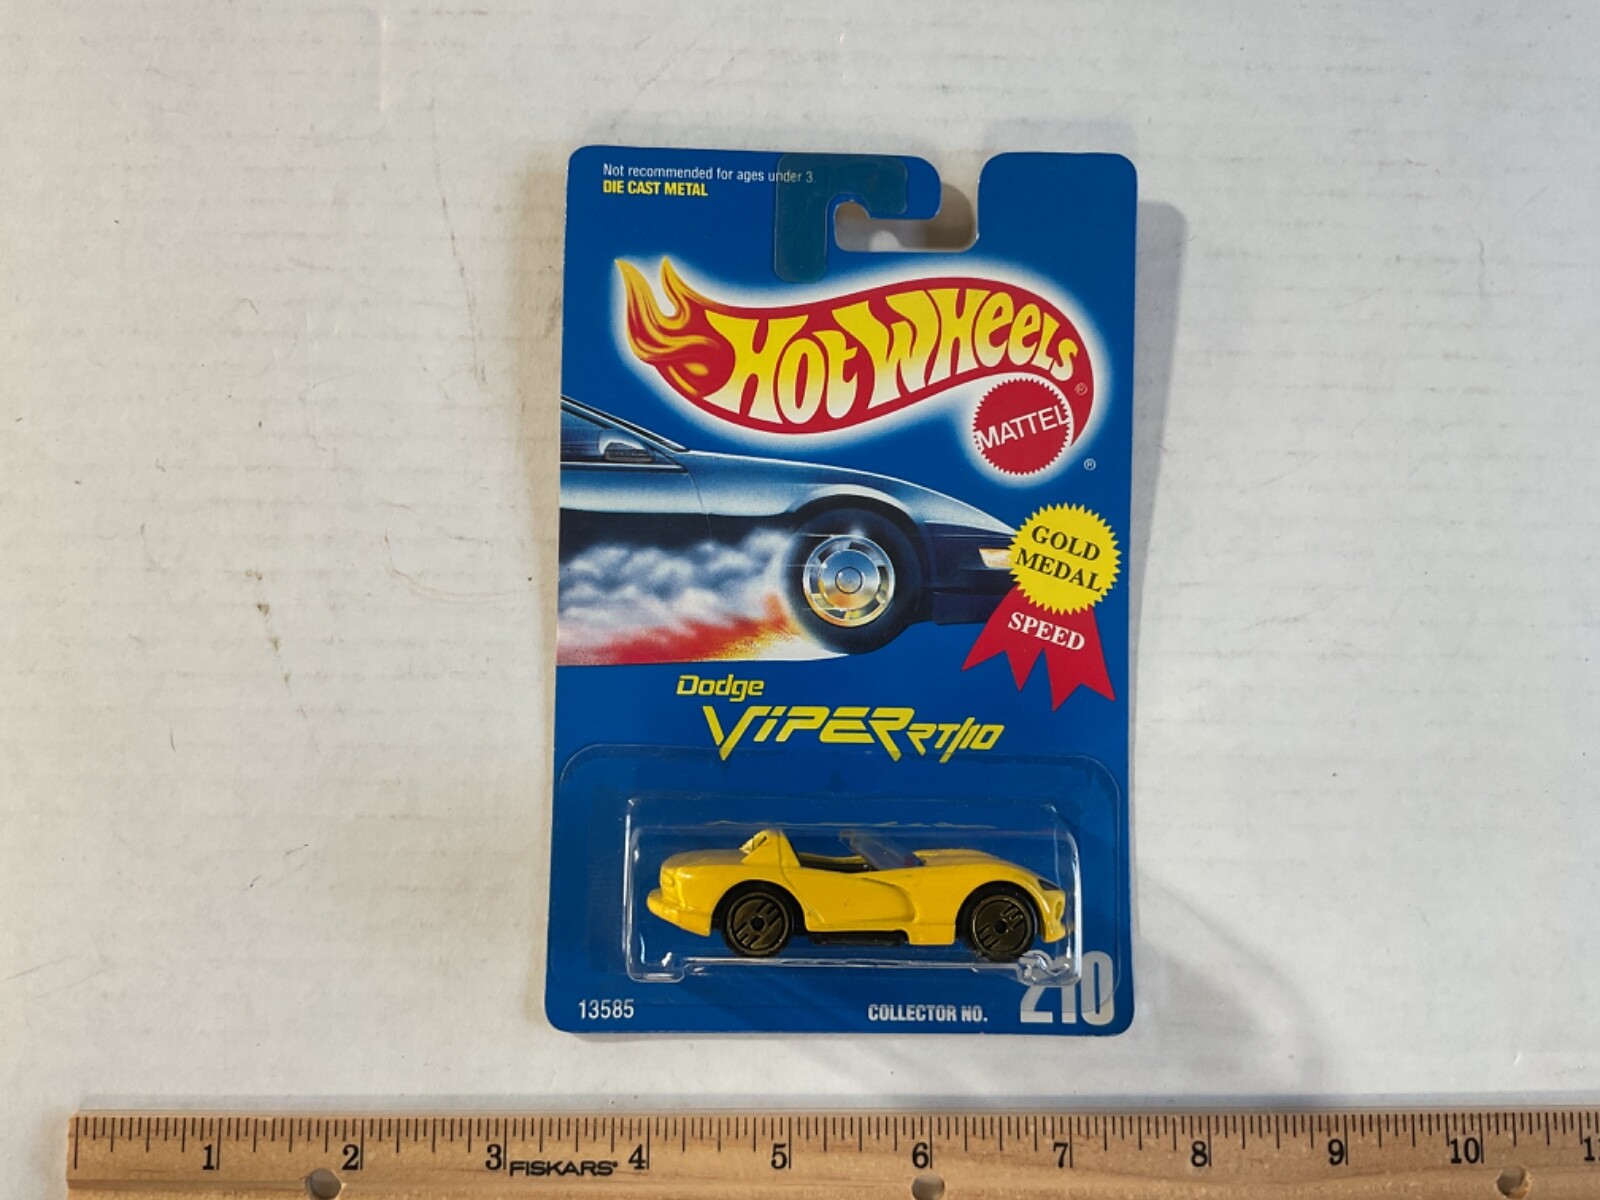 Not recommended for ages under 3.
DIE CAST METAL
HOT WHEELS ®
MATTEL ®
GOLD
MEDAL
SPEED
Dodge
VIPER RT/10
13585
COLLECTOR NO. 210
1 2 3 FISKARS® 4 5 6 7 8 9 10 11